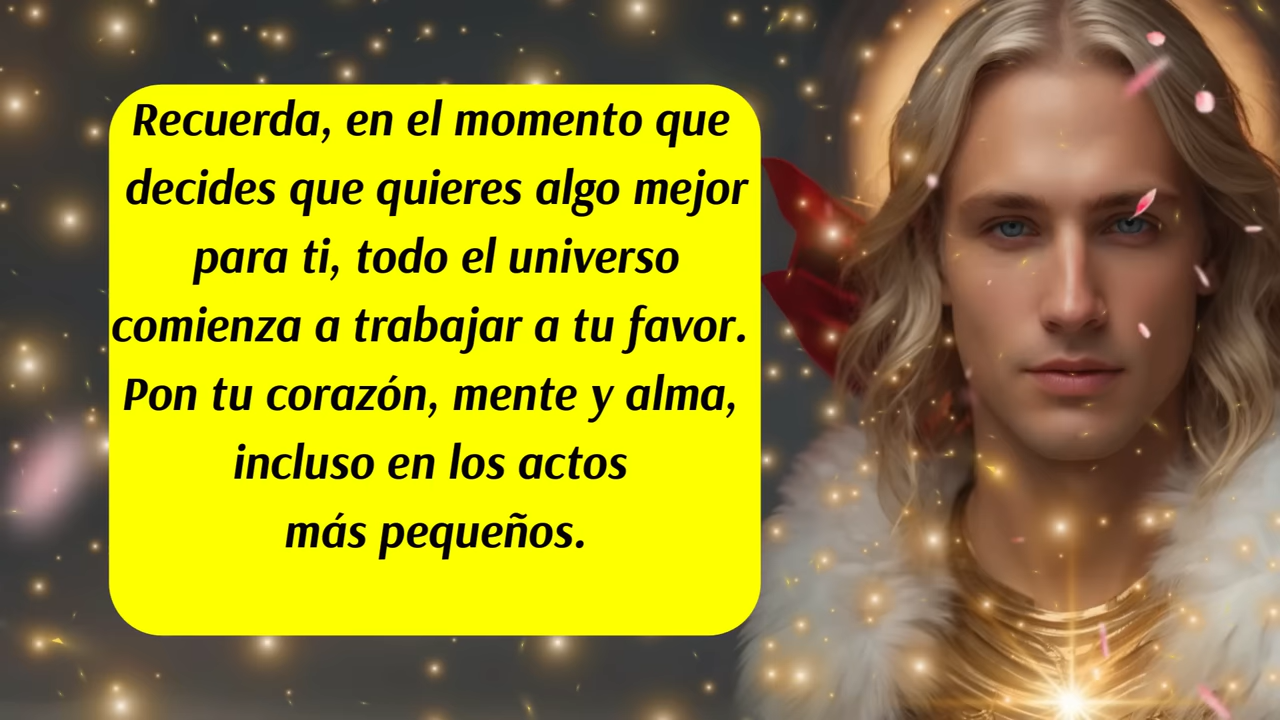 Recuerda, en el momento que
decides que quieres algo mejor
para ti, todo el universo
comienza a trabajar a tu favor.
Pon tu corazón, mente y alma,
incluso en los actos
más pequeños.